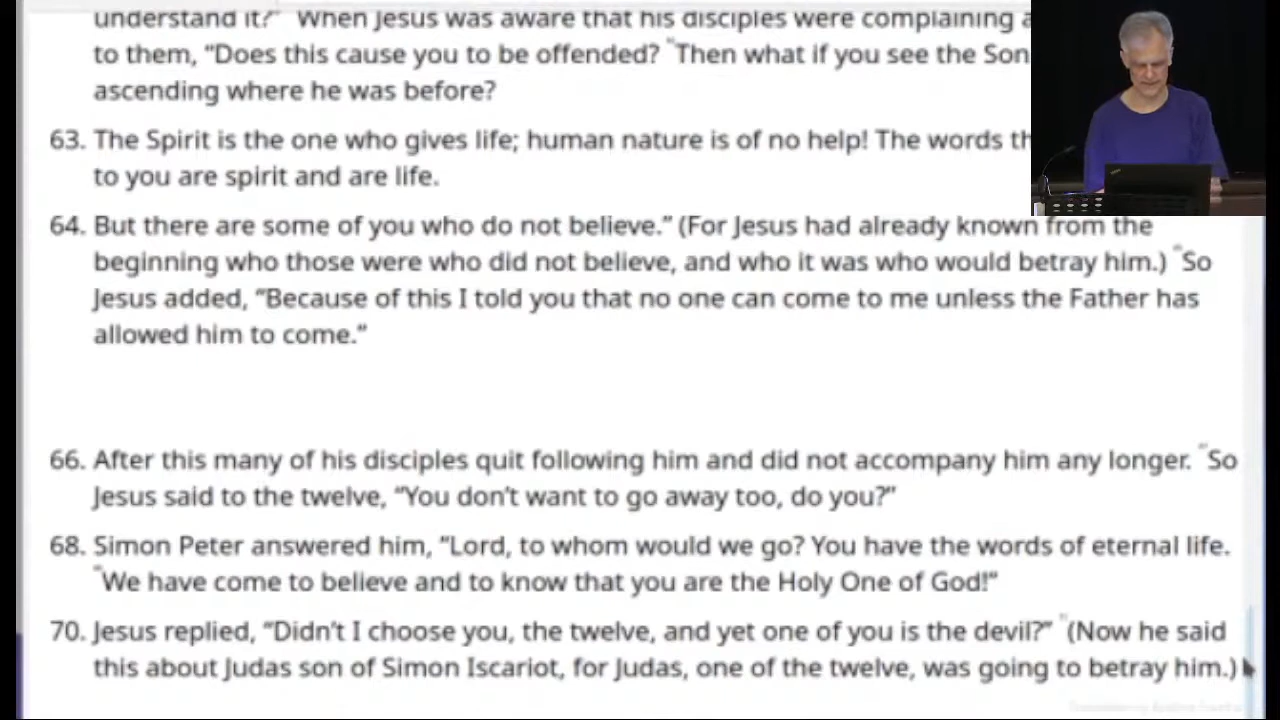 understand it?” When Jesus was aware that his disciples were complaining
to them, “Does this cause you to be offended? Then what if you see the Son
ascending where he was before?
63. The Spirit is the one who gives life; human nature is of no help! The words
to you are spirit and are life.
64. But there are some of you who do not believe.” (For Jesus had already known from the
beginning who those were who did not believe, and who it was who would betray him.) So
Jesus added, “Because of this I told you that no one can come to me unless the Father has
allowed him to come.”
66. After this many of his disciples quit following him and did not accompany him any longer. So
Jesus said to the twelve, “You don’t want to go away too, do you?”
68. Simon Peter answered him, “Lord, to whom would we go? You have the words of eternal life.
We have come to believe and to know that you are the Holy One of God!”
70. Jesus replied, “Didn’t I choose you, the twelve, and yet one of you is the devil?” (Now he said
this about Judas son of Simon Iscariot, for Judas, one of the twelve, was going to betray him.)